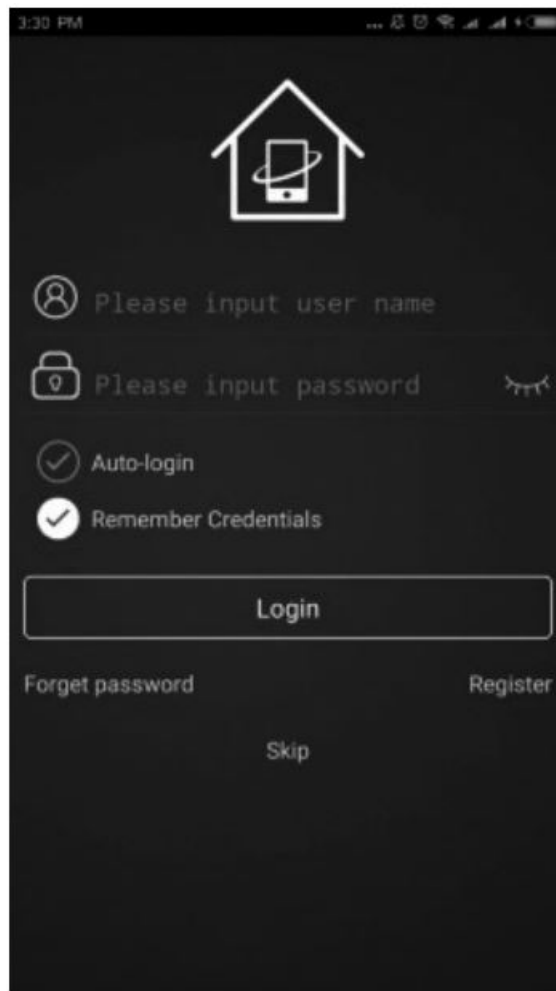 3:30 PM
Please input user name
Please input password
Auto-login
Remember Credentials
Login
Forget password
Register
Skip